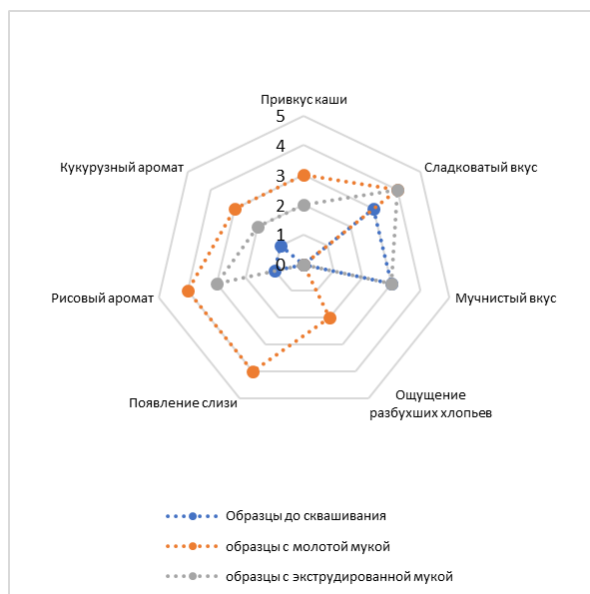 Привкус каши
5
4
3
2
1
0
Кукурузный аромат
Сладковатый вкус
Рисовый аромат
Мучнистый вкус
Появление слизи
Ощущение
разбухших хлопьев
Образцы до сквашивания
образцы с молотой мукой
образцы с экструдированной мукой